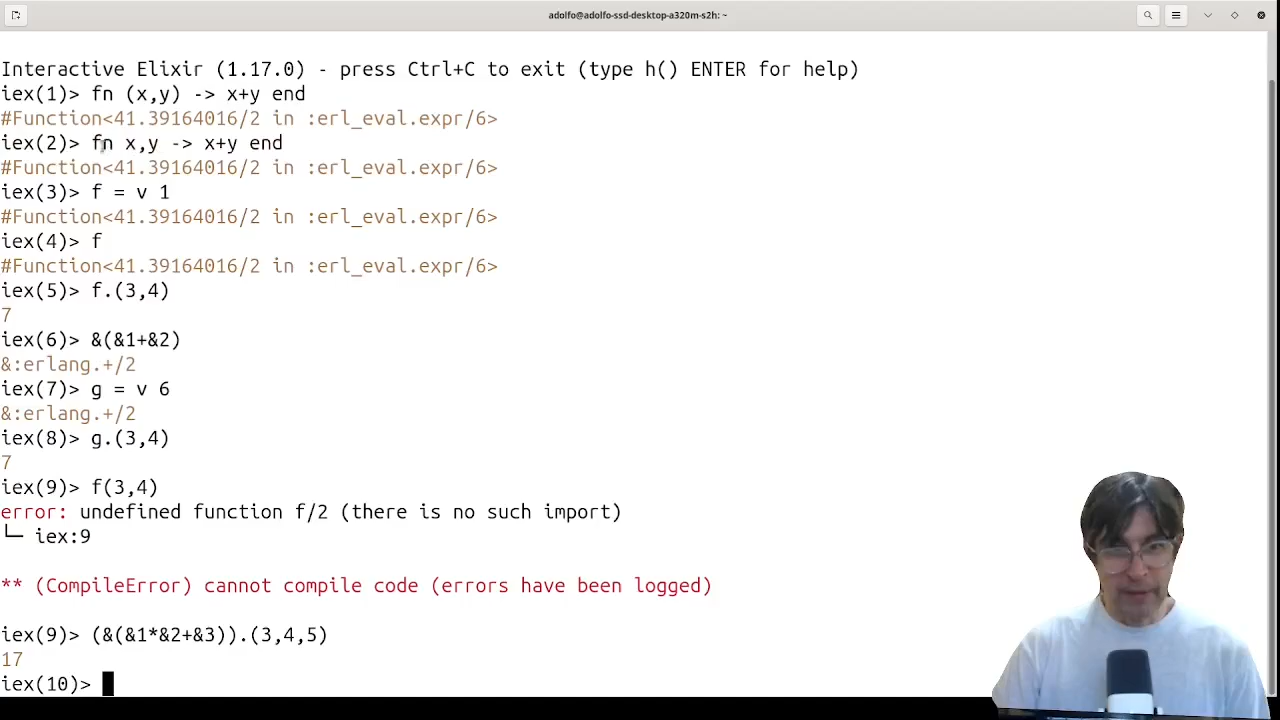 adolfo@adolfo-ssd-desktop-a320m-s2h: ~
Interactive Elixir (1.17.0) - press Ctrl+C to exit (type h() ENTER for help)
iex(1)> fn (x,y) -> x+y end
#Function<41.39164016/2 in :erl_eval.expr/6>
iex(2)> fn x,y -> x+y end
#Function<41.39164016/2 in :erl_eval.expr/6>
iex(3)> f = v 1
#Function<41.39164016/2 in :erl_eval.expr/6>
iex(4)> f
#Function<41.39164016/2 in :erl_eval.expr/6>
iex(5)> f.(3,4)
7
iex(6)> &(&1+&2)
&:erlang.+/2
iex(7)> g = v 6
&:erlang.+/2
iex(8)> g.(3,4)
7
iex(9)> f(3,4)
error: undefined function f/2 (there is no such import)
└─ iex:9
** (CompileError) cannot compile code (errors have been logged)
iex(9)> (&(&1*&2+&3)).(3,4,5)
17
iex(10)>